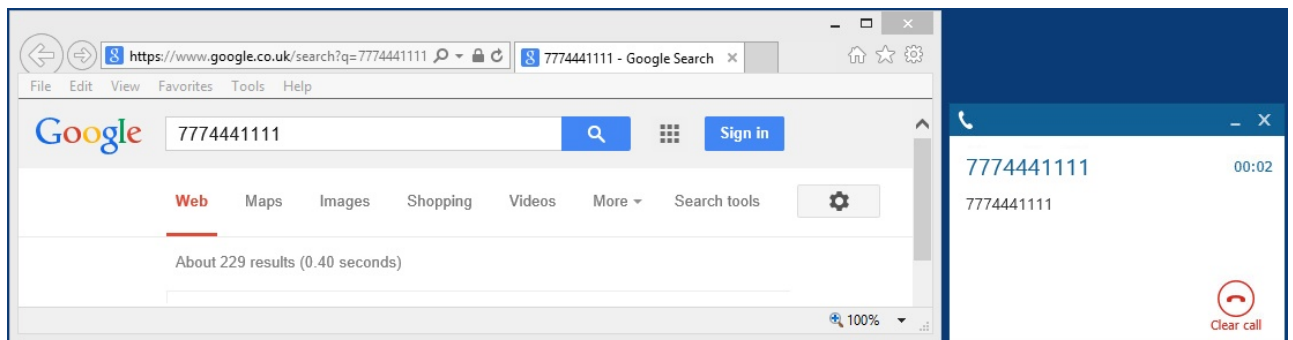 https://www.google.co.uk/search?q=7774441111
7774441111 - Google Search
File Edit View Favorites Tools Help
Google 7774441111 Sign in
Web Maps Images Shopping Videos More Search tools
About 229 results (0.40 seconds)
100%
7774441111 00:02
7774441111
Clear call